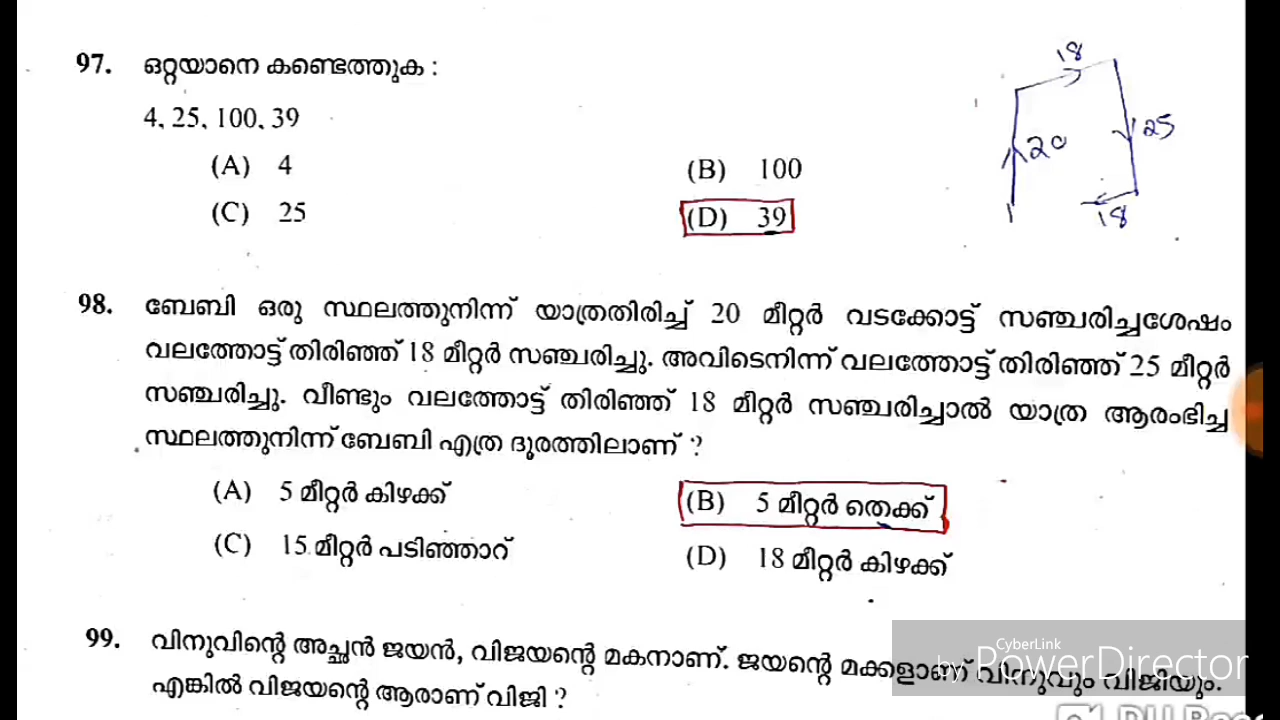 97. ഒറ്റയാനെ കണ്ടെത്തുക :
4, 25, 100, 39
(A) 4 (B) 100
(C) 25 (D) 39
18
20
25
18
98. ബേബി ഒരു സ്ഥലത്തുനിന്ന് യാത്രതിരിച്ച് 20 മീറ്റർ വടക്കോട്ട് സഞ്ചരിച്ചശേഷം
വലത്തോട്ട് തിരിഞ്ഞ് 18 മീറ്റർ സഞ്ചരിച്ചു. അവിടെനിന്ന് വലത്തോട്ട് തിരിഞ്ഞ് 25 മീറ്റർ
സഞ്ചരിച്ചു. വീണ്ടും വലത്തോട്ട് തിരിഞ്ഞ് 18 മീറ്റർ സഞ്ചരിച്ചാൽ യാത്ര ആരംഭിച്ച
സ്ഥലത്തുനിന്ന് ബേബി എത്ര ദൂരത്തിലാണ് ?
(A) 5 മീറ്റർ കിഴക്ക് (B) 5 മീറ്റർ തെക്ക്
(C) 15 മീറ്റർ പടിഞ്ഞാറ് (D) 18 മീറ്റർ കിഴക്ക്
99. വിനുവിന്റെ അച്ഛൻ ജയൻ, വിജയന്റെ മകനാണ്. ജയന്റെ മക്കളാണ് വിനുവും വിജിയും.
എങ്കിൽ വിജയന്റെ ആരാണ് വിജി ?
CyberLink
by PowerDirector